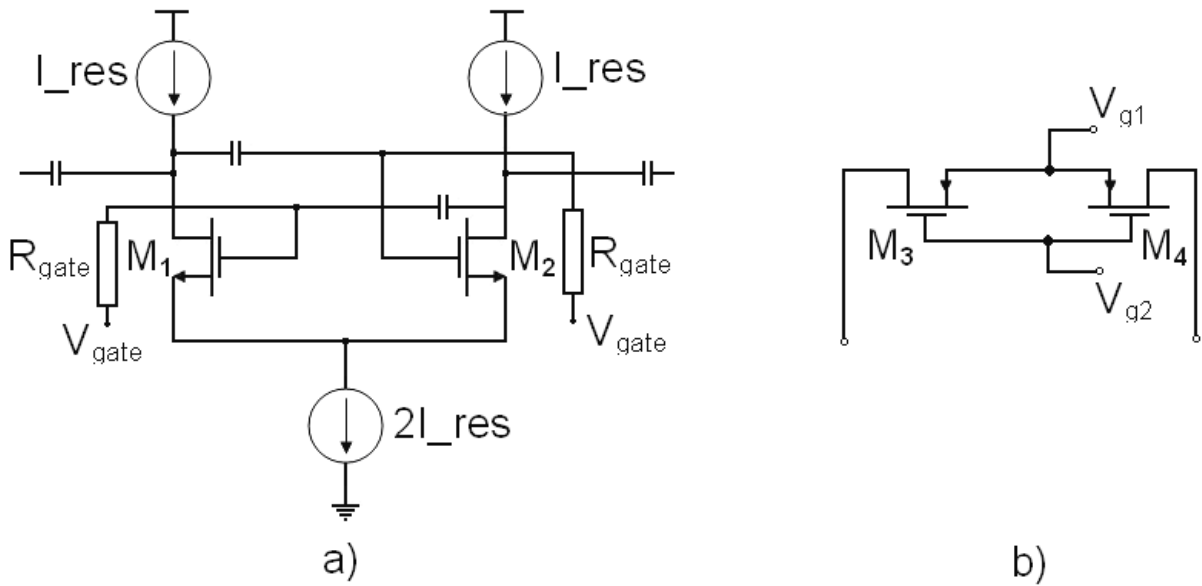 I_res
I_res
R_gate
M_1
M_2
R_gate
V_gate
V_gate
2I_res
a)
V_g1
M_3
M_4
V_g2
b)